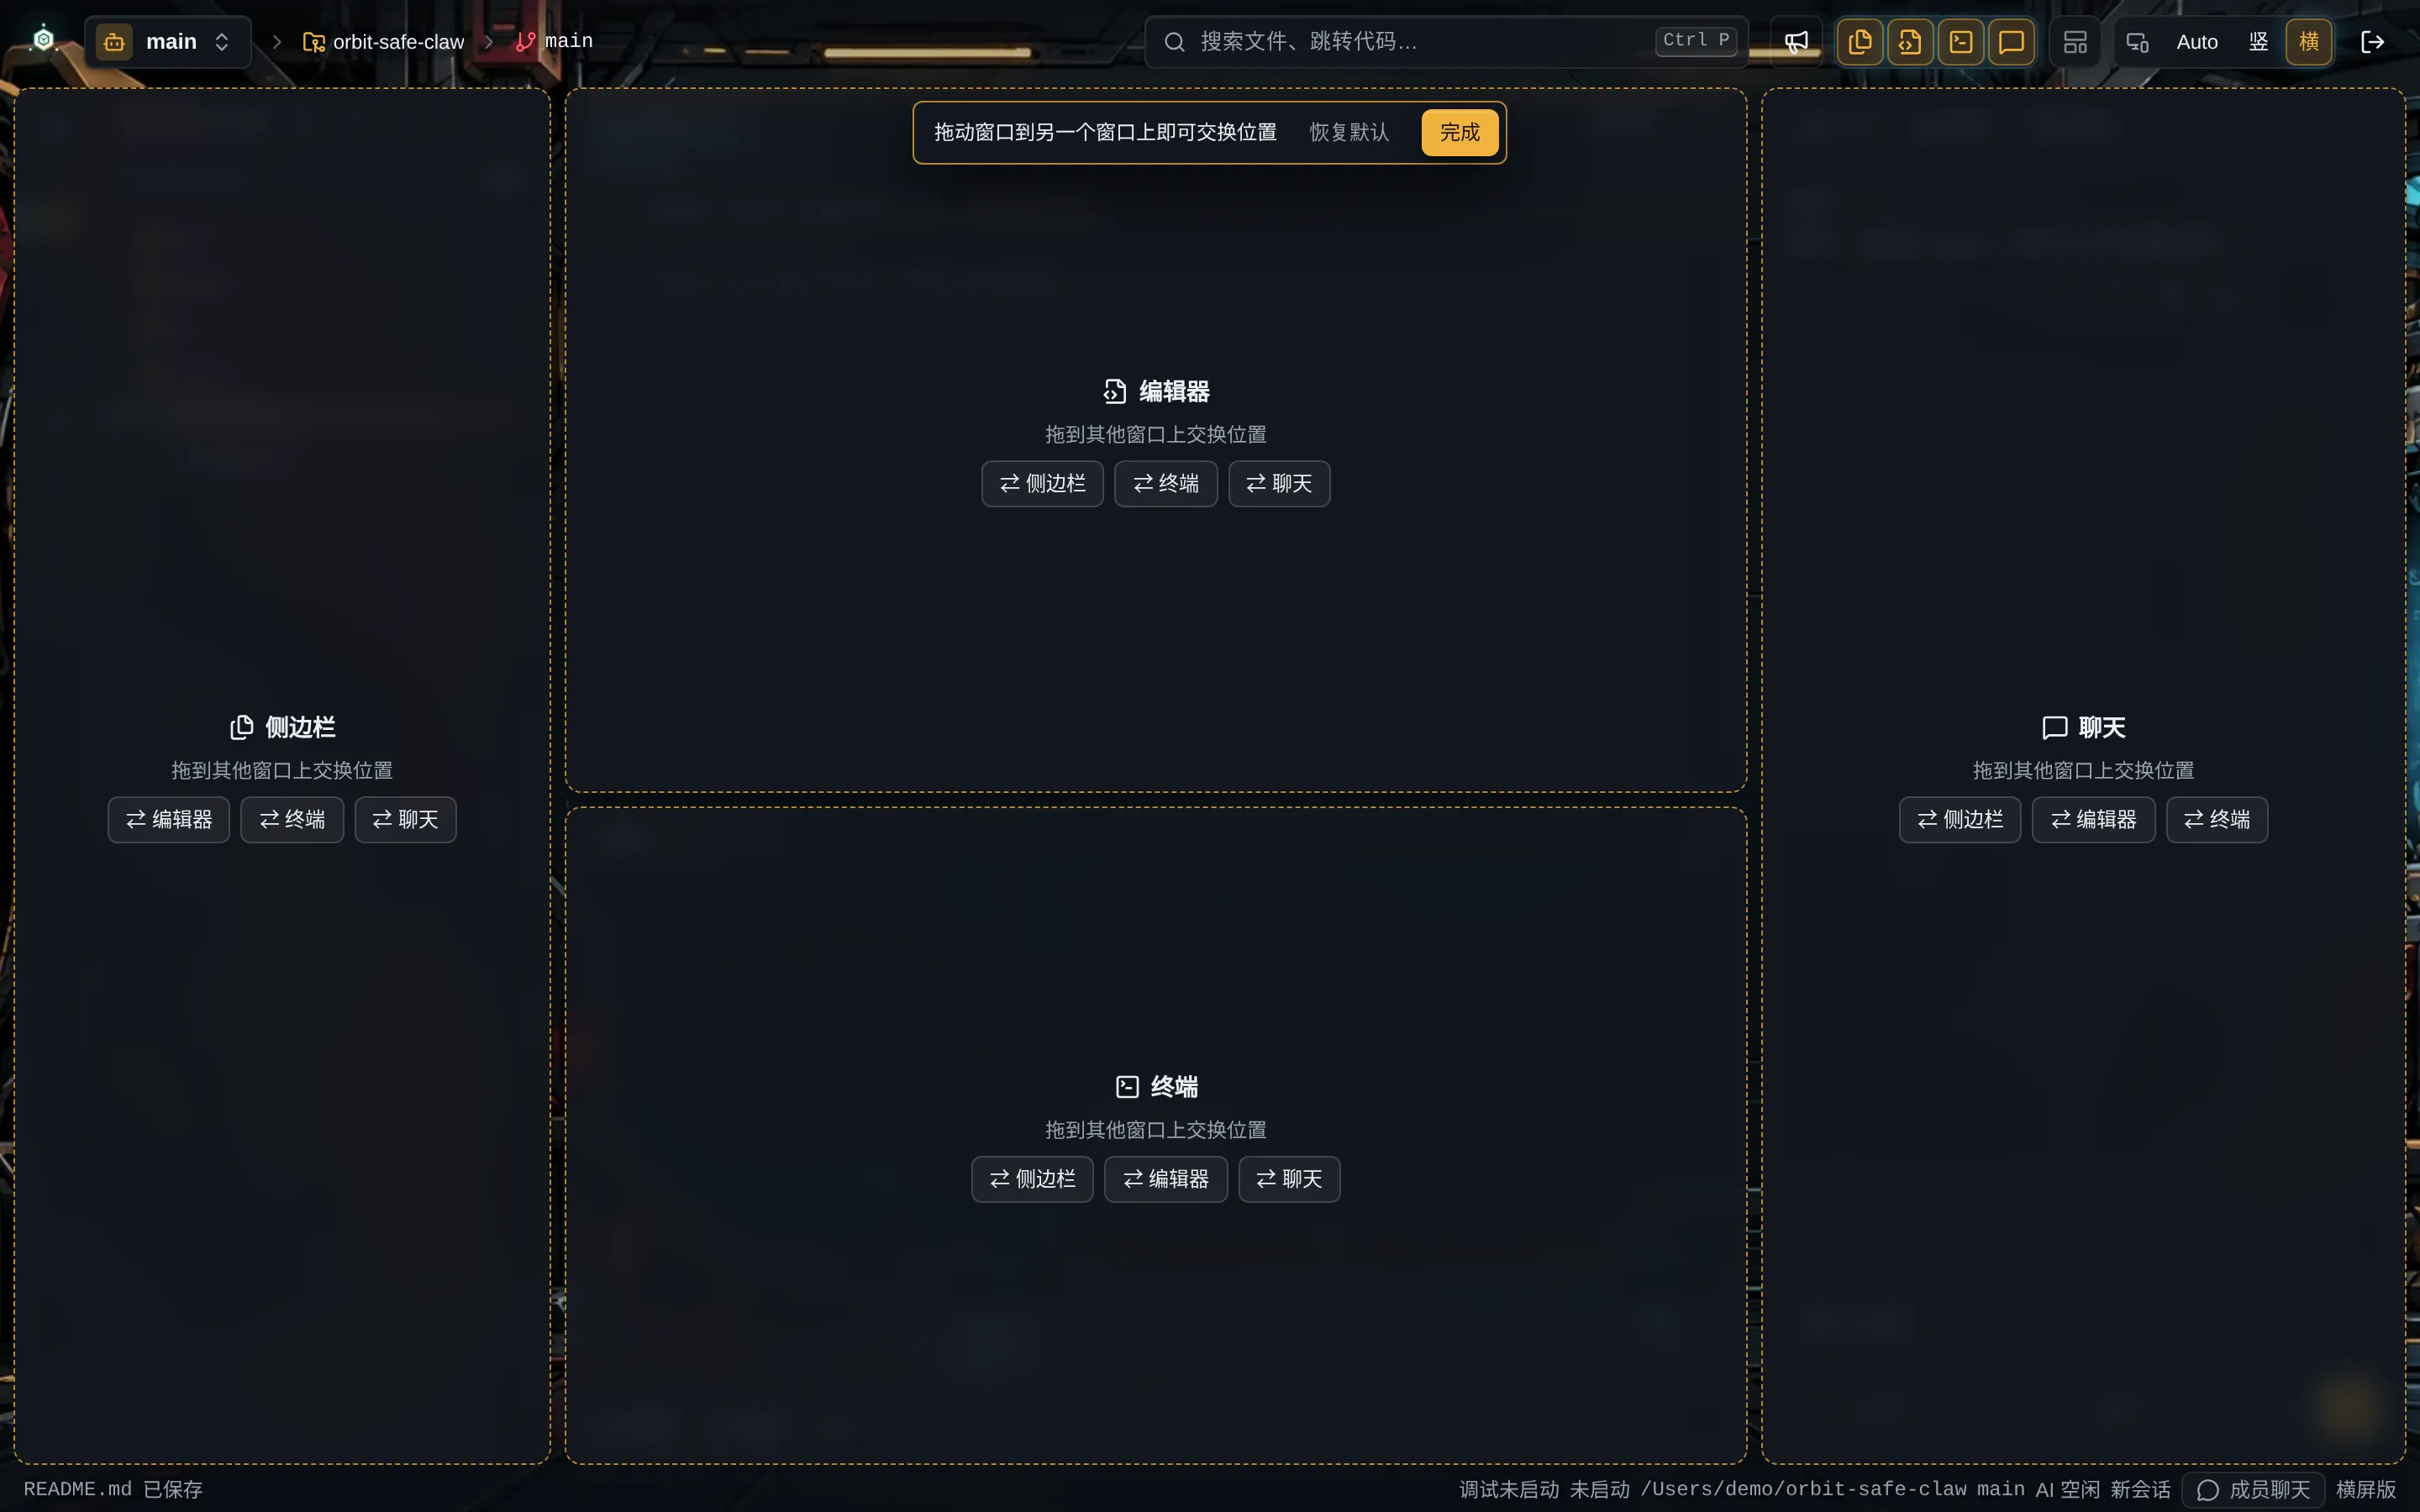 main orbit-safe-claw main 搜索文件、跳转代码… Ctrl P Auto 竖 横
拖动窗口到另一个窗口上即可交换位置 恢复默认 完成
侧边栏
拖到其他窗口上交换位置
编辑器 终端 聊天
编辑器
拖到其他窗口上交换位置
侧边栏 终端 聊天
终端
拖到其他窗口上交换位置
侧边栏 编辑器 聊天
聊天
拖到其他窗口上交换位置
侧边栏 编辑器 终端
README.md 已保存 调试未启动 未启动 /Users/demo/orbit-safe-claw main AI 空闲 新会话 成员聊天 横屏版